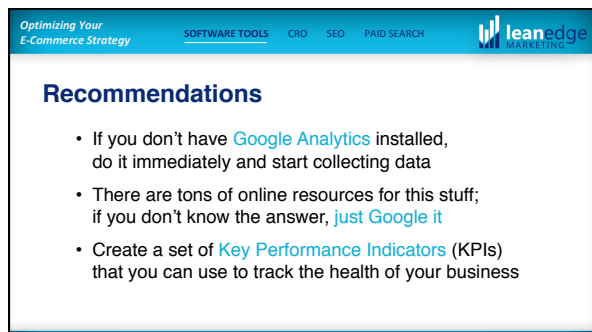 Optimizing Your
E-Commerce Strategy
SOFTWARE TOOLS CRO SEO PAID SEARCH
leanedge
MARKETING
Recommendations
• If you don’t have Google Analytics installed,
do it immediately and start collecting data
• There are tons of online resources for this stuff;
if you don’t know the answer, just Google it
• Create a set of Key Performance Indicators (KPIs)
that you can use to track the health of your business